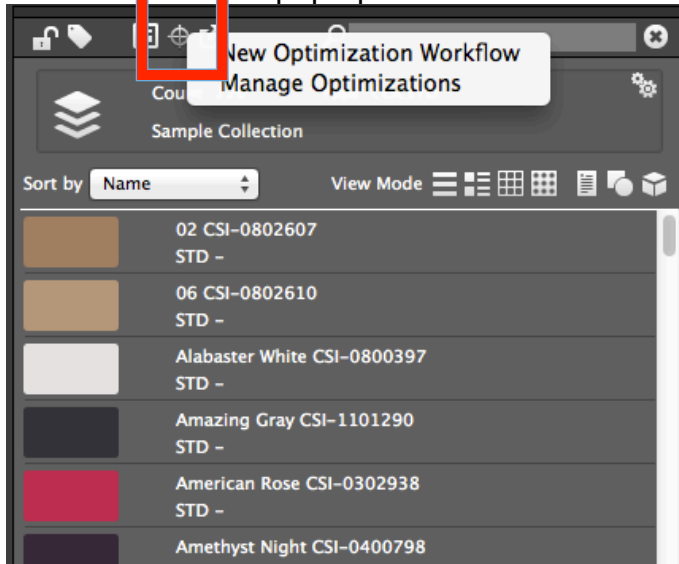 New Optimization Workflow
Manage Optimizations
Sample Collection
Sort by Name View Mode
02 CSI-0802607
STD –
06 CSI-0802610
STD –
Alabaster White CSI-0800397
STD –
Amazing Gray CSI-1101290
STD –
American Rose CSI-0302938
STD –
Amethyst Night CSI-0400798